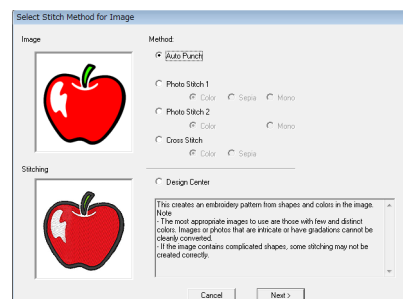 Select Stitch Method for Image
Image
Method:
Auto Punch
Photo Stitch 1
Color Sepia Mono
Photo Stitch 2
Color Mono
Cross Stitch
Color Sepia
Stitching
Design Center
This creates an embroidery pattern from shapes and colors in the image.
Note
- The most appropriate images to use are those with few and distinct
colors. Images or photos that are intricate or have gradations cannot be
cleanly converted.
- If the image contains complicated shapes, some stitching may not be
created correctly.
Cancel Next >